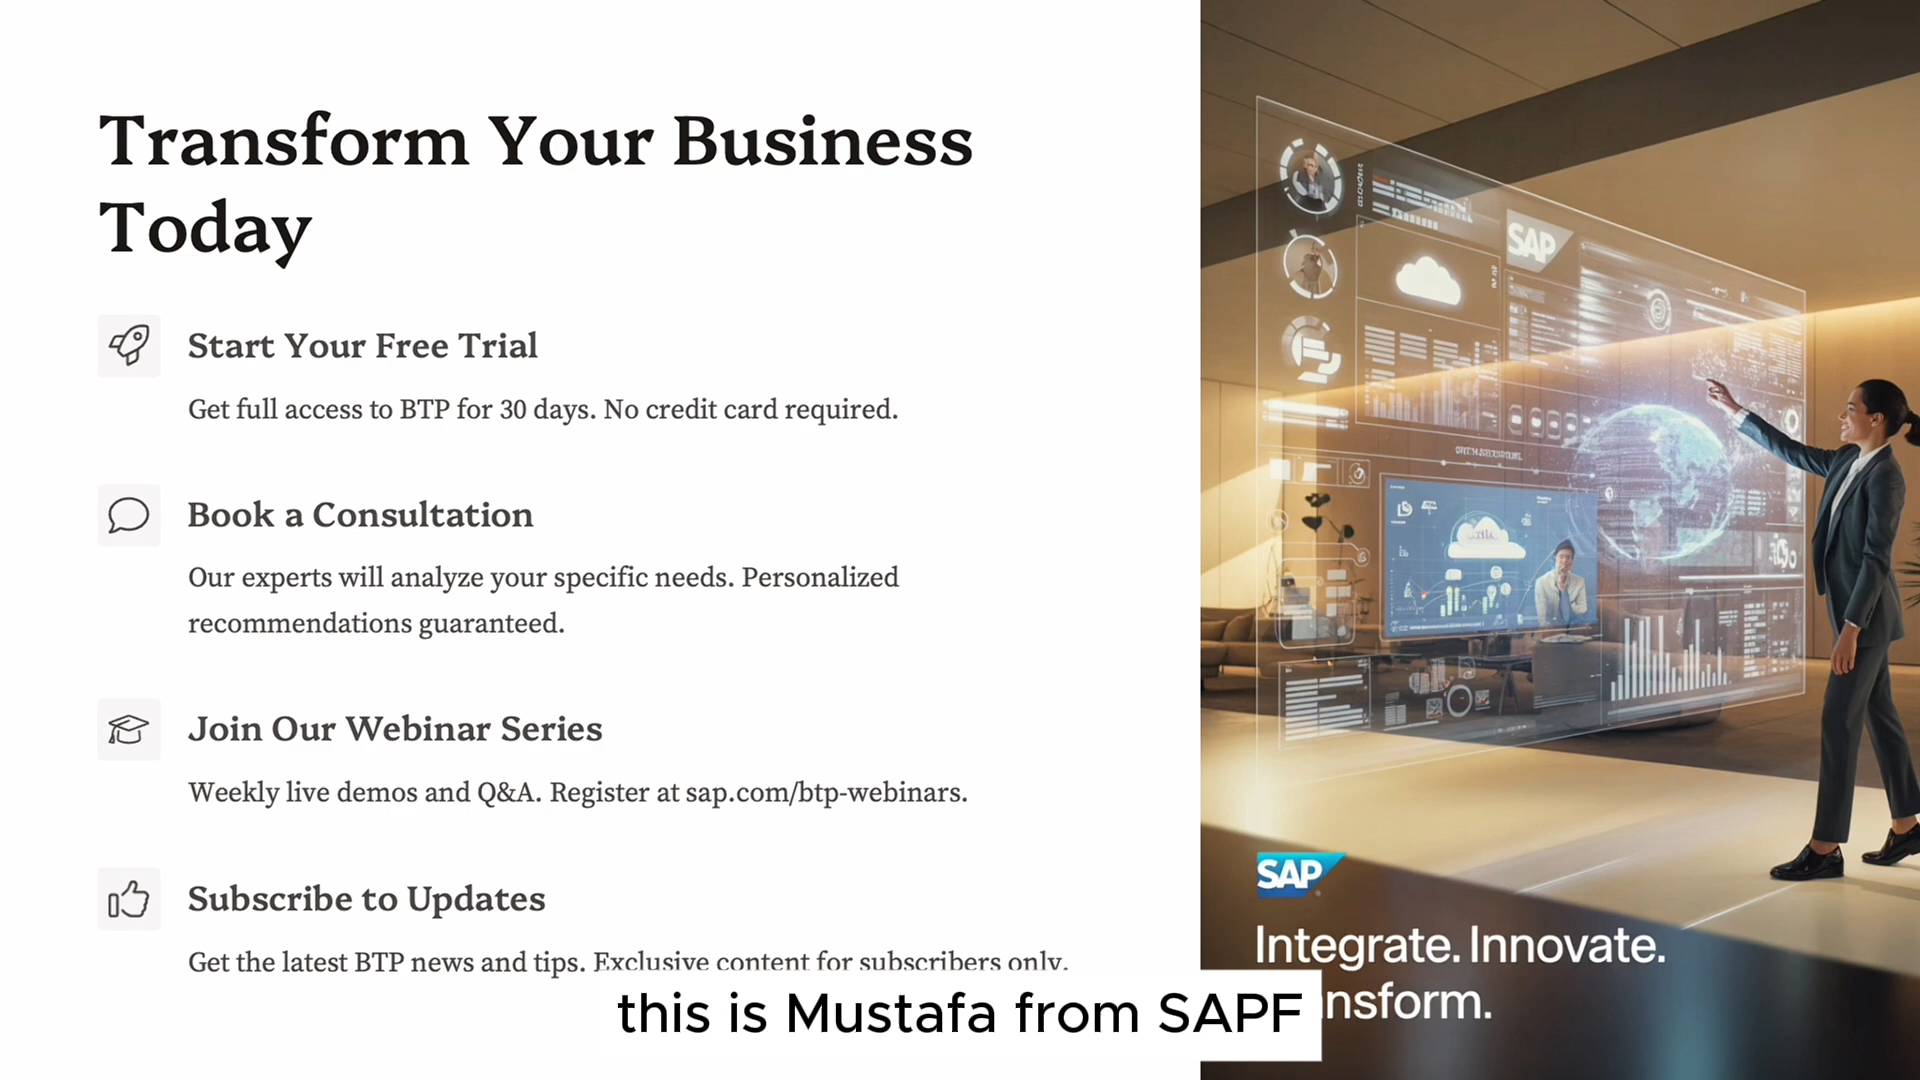 Transform Your Business
Today
Start Your Free Trial
Get full access to BTP for 30 days. No credit card required.
Book a Consultation
Our experts will analyze your specific needs. Personalized
recommendations guaranteed.
Join Our Webinar Series
Weekly live demos and Q&A. Register at sap.com/btp-webinars.
Subscribe to Updates
Get the latest BTP news and tips. Exclusive content for subscribers only.
SAP
SAP
Integrate. Innovate.
nsform.
this is Mustafa from SAPF